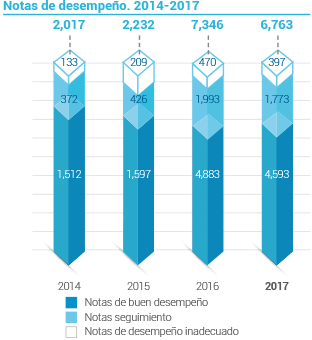 Notas de desempeño. 2014-2017
2,017 2,232 7,346 6,763
133 209 470 397
372 426 1,993 1,773
1,512 1,597 4,883 4,593
2014 2015 2016 2017
Notas de buen desempeño
Notas seguimiento
Notas de desempeño inadecuado